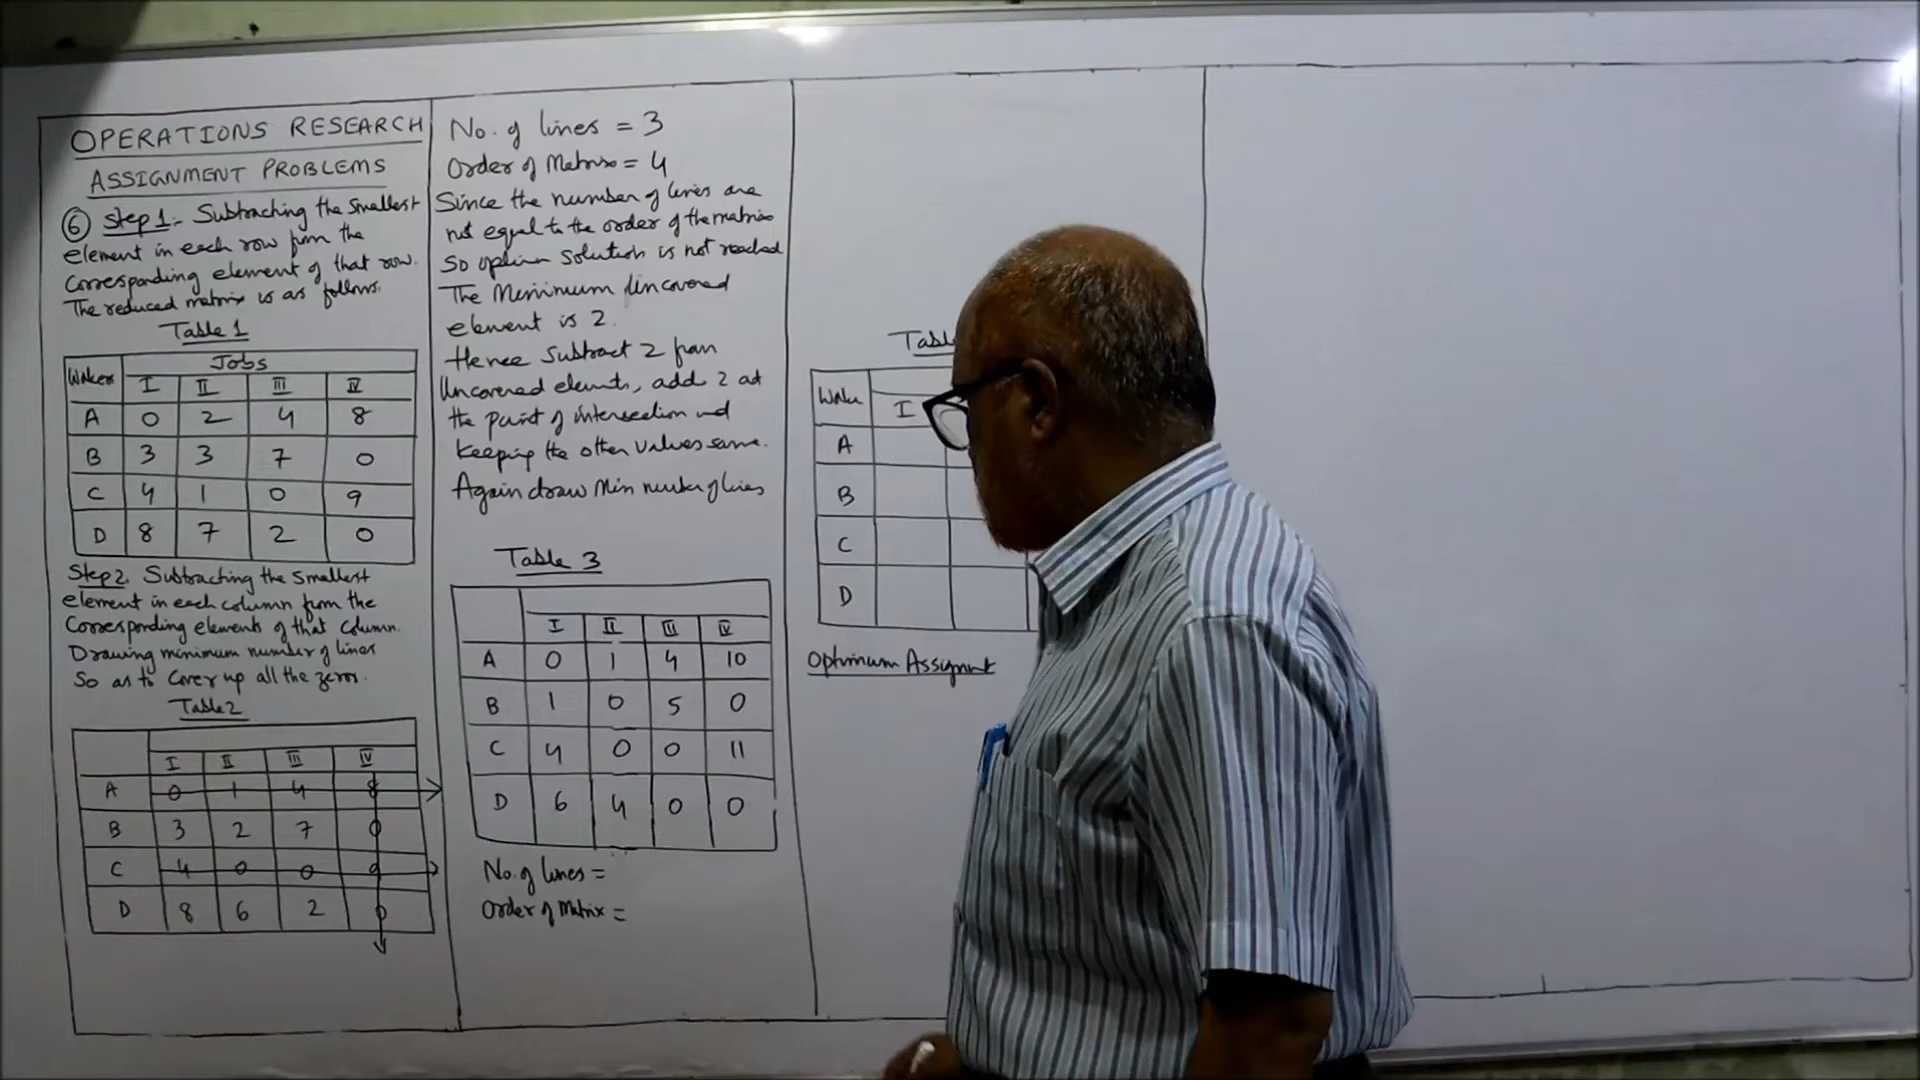 OPERATIONS RESEARCH
ASSIGNMENT PROBLEMS
6 Step 1:- Subtracting the smallest
element in each row from the
Corresponding element of that row.
The reduced matrix is as follows.
Table 1
Worker Jobs
I II III IV
A 0 2 4 8
B 3 3 7 0
C 4 1 0 9
D 8 7 2 0
Step 2. Subtracting the smallest
element in each column from the
Corresponding elements of that column.
Drawing minimum number of lines
So as to cover up all the zeros.
Table 2
I II III IV
A 0 1 4 8
B 3 2 7 0
C 4 0 0 9
D 8 6 2 0
No. of lines = 3
Order of Matrix = 4
Since the number of lines are
not equal to the order of the matrix
So solution is not reached
The Minimum Uncovered
element is 2.
Hence Subtract 2 from
Uncovered elements, add 2 at
the point of intersection and
keeping the other values same.
Again draw Min number of lines
Table 3
I II III IV
A 0 1 4 10
B 1 0 5 0
C 4 0 0 11
D 6 4 0 0
No. of lines =
Order of Matrix =
I
A
B
C
D
Optimum